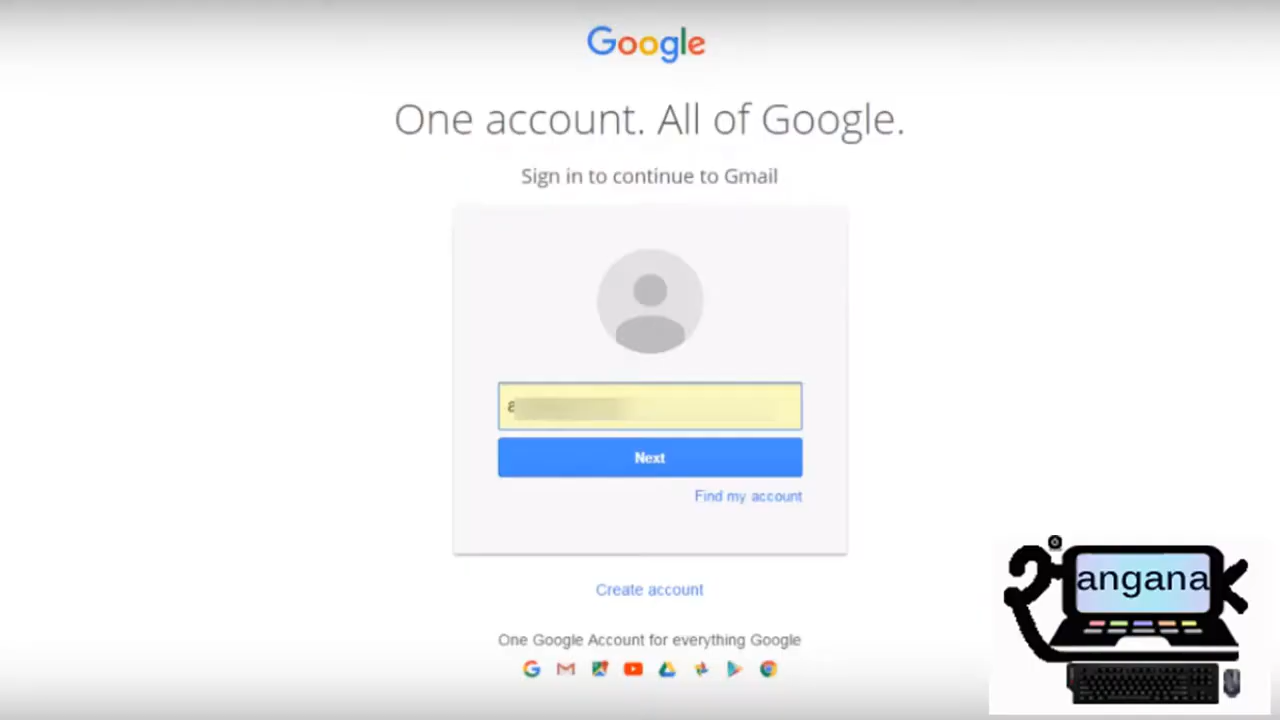 Google
One account. All of Google.
Sign in to continue to Gmail
Next
Find my account
Create account
One Google Account for everything Google
angana